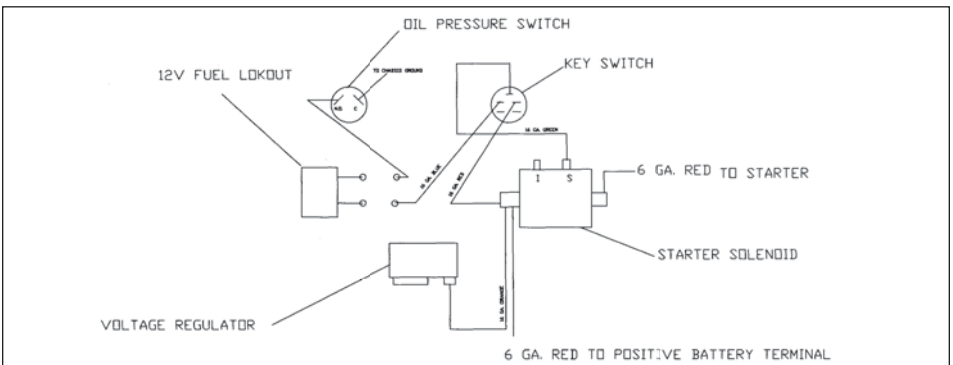 OIL PRESSURE SWITCH
12V FUEL LOKOUT
TO CHASSIS GROUND
KEY SWITCH
N.O. C
16 GA. GREEN
16 GA. BLUE
16 GA. RED
I S
6 GA. RED TO STARTER
STARTER SOLENOID
16 GA. ORANGE
VOLTAGE REGULATOR
6 GA. RED TO POSITIVE BATTERY TERMINAL